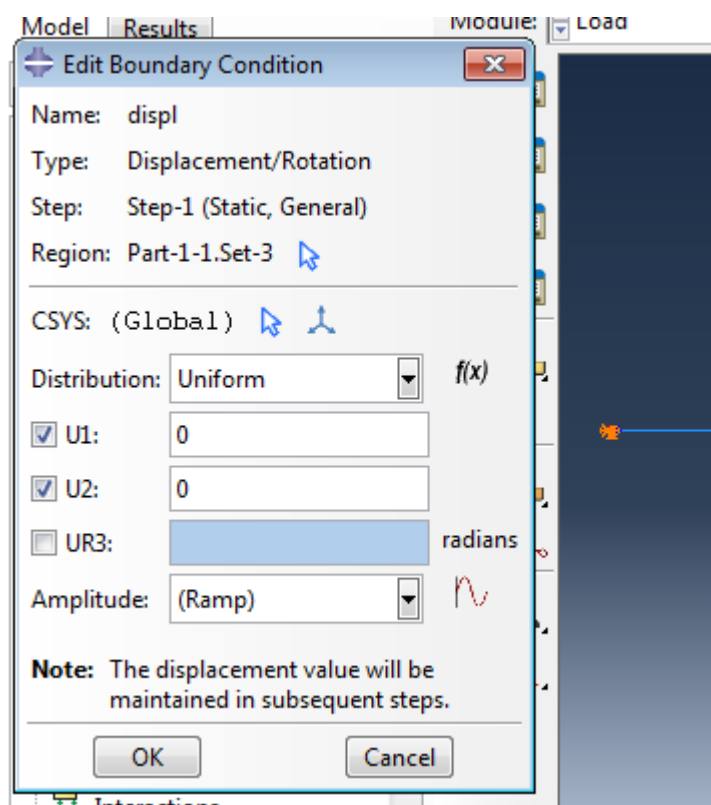 Model Results Module: Load
Edit Boundary Condition
Name: displ
Type: Displacement/Rotation
Step: Step-1 (Static, General)
Region: Part-1-1.Set-3
CSYS: (Global)
Distribution: Uniform f(x)
U1: 0
U2: 0
UR3: radians
Amplitude: (Ramp)
Note: The displacement value will be
maintained in subsequent steps.
OK Cancel
Interactions